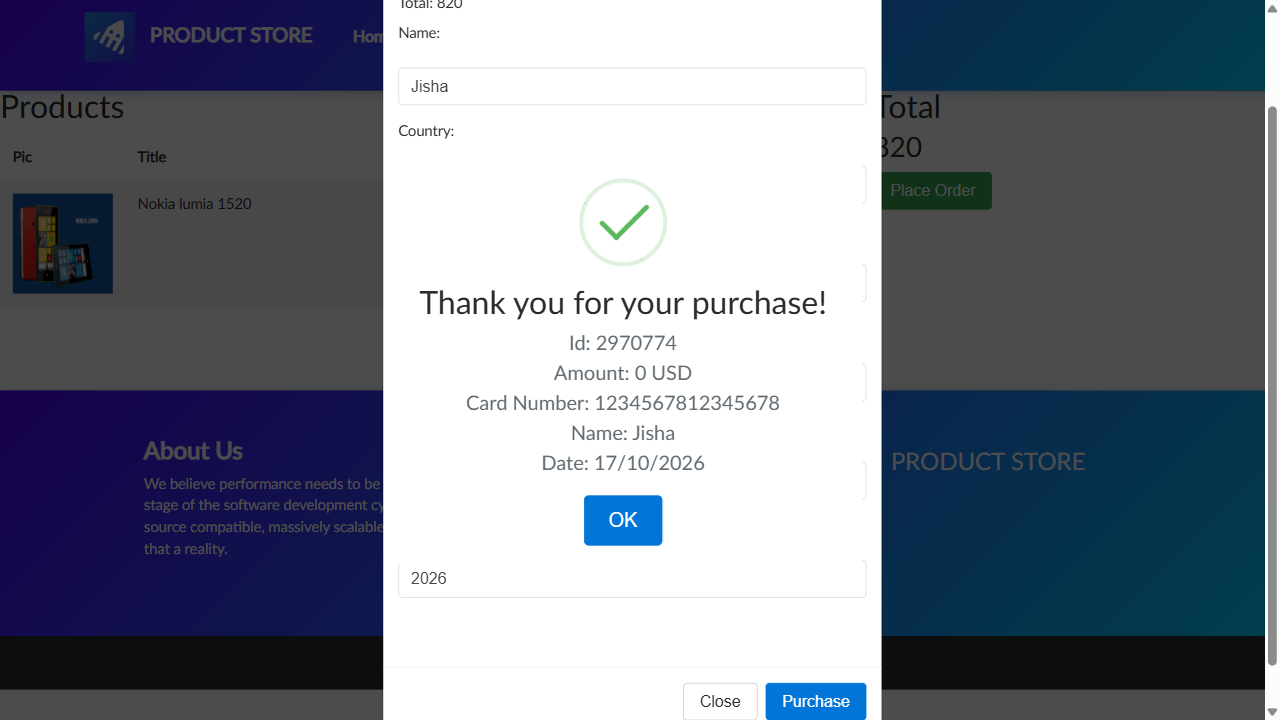 PRODUCT STORE
Hom
Total: 820
Name:
Jisha
Country:
Products
Pic
Title
Nokia lumia 1520
Total
820
Place Order
Thank you for your purchase!
Id: 2970774
Amount: 0 USD
Card Number: 1234567812345678
Name: Jisha
Date: 17/10/2026
OK
2026
Close
Purchase
About Us
We believe performance needs to be
stage of the software development cy
source compatible, massively scalable
that a reality.
PRODUCT STORE